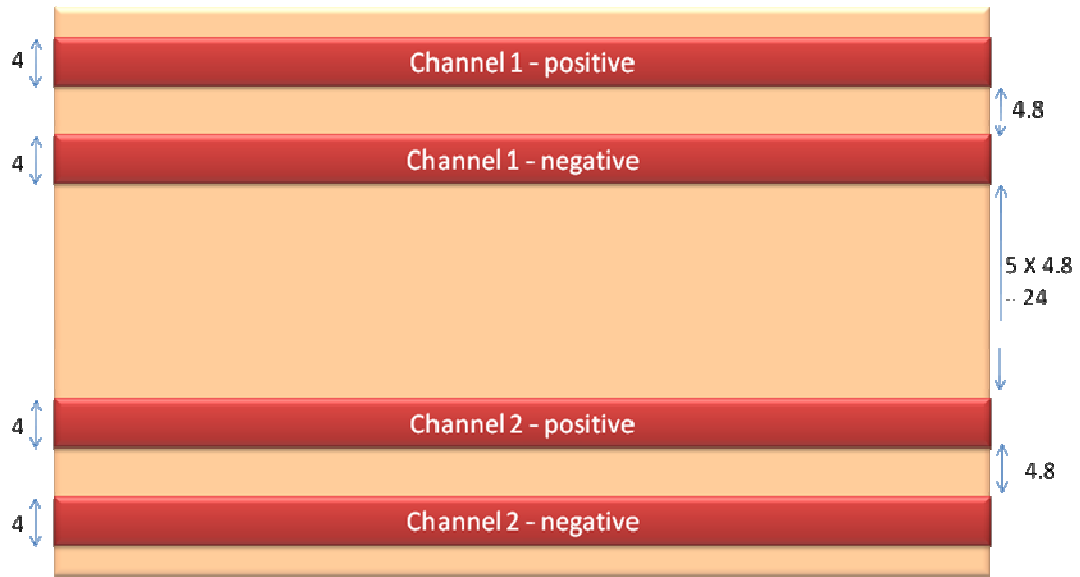 4
Channel 1 - positive
4.8
4
Channel 1 - negative
5 X 4.8
-- 24
4
Channel 2 - positive
4.8
4
Channel 2 - negative